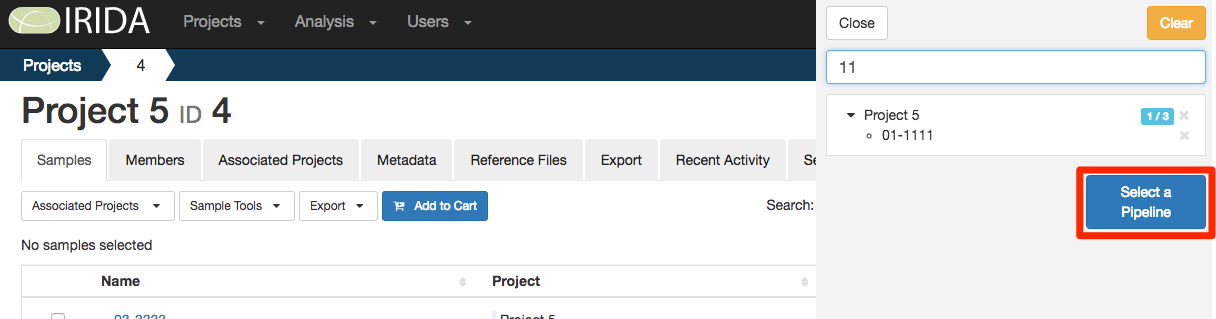 IRIDA Projects Analysis Users
Projects 4
Project 5 ID 4
Samples Members Associated Projects Metadata Reference Files Export Recent Activity Se
Associated Projects Sample Tools Export Add to Cart Search:
No samples selected
Name Project
03-3333 Project 5
Close Clear
11
Project 5 1 / 3
01-1111
Select a
Pipeline